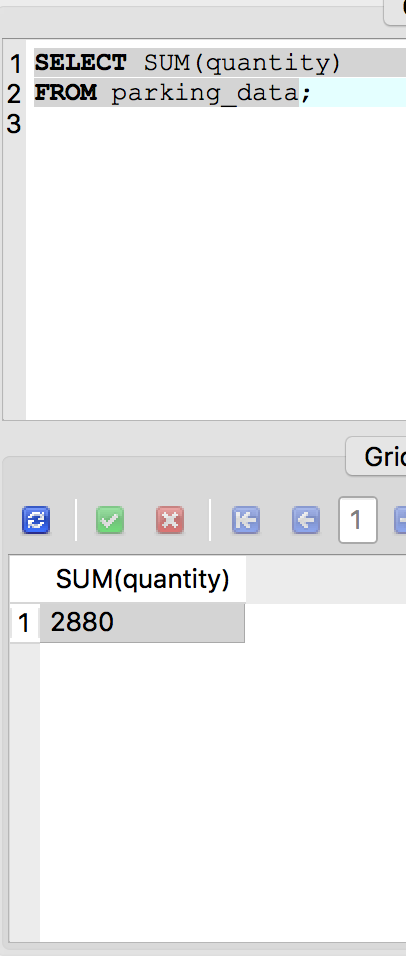 1 SELECT SUM(quantity)
2 FROM parking_data;
3
1
SUM(quantity)
1 2880